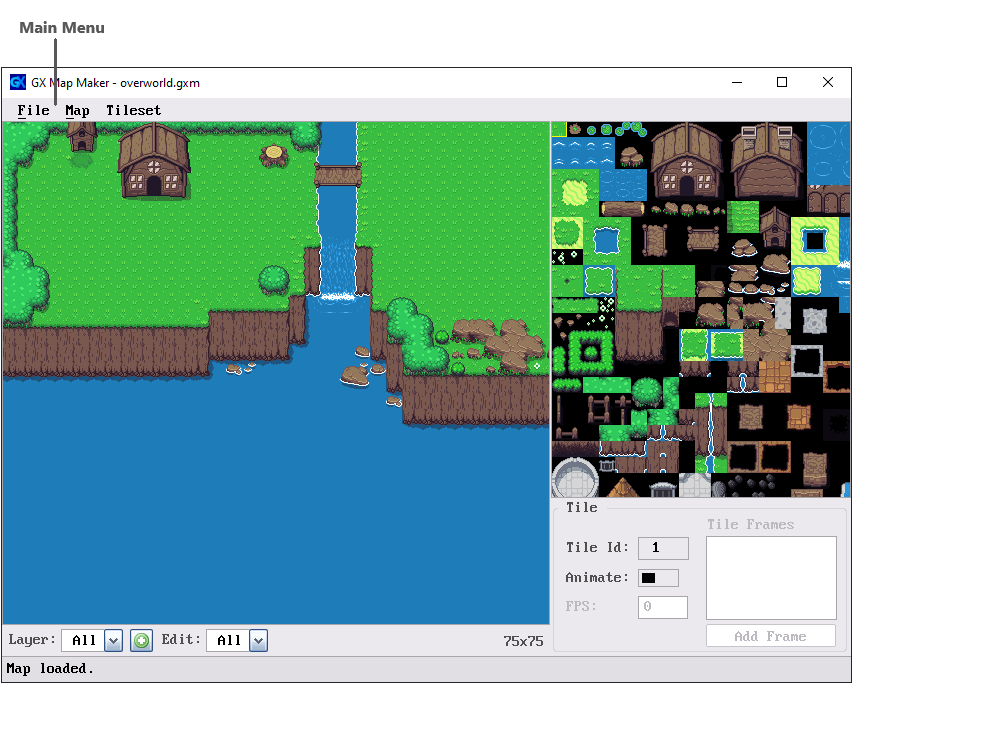 Main Menu
GX Map Maker - overworld.gxm
File Map Tileset
Tile
Tile Id: 1
Tile Frames
Animate:
FPS: 0
Add Frame
Layer: All Edit: All 75x75
Map loaded.